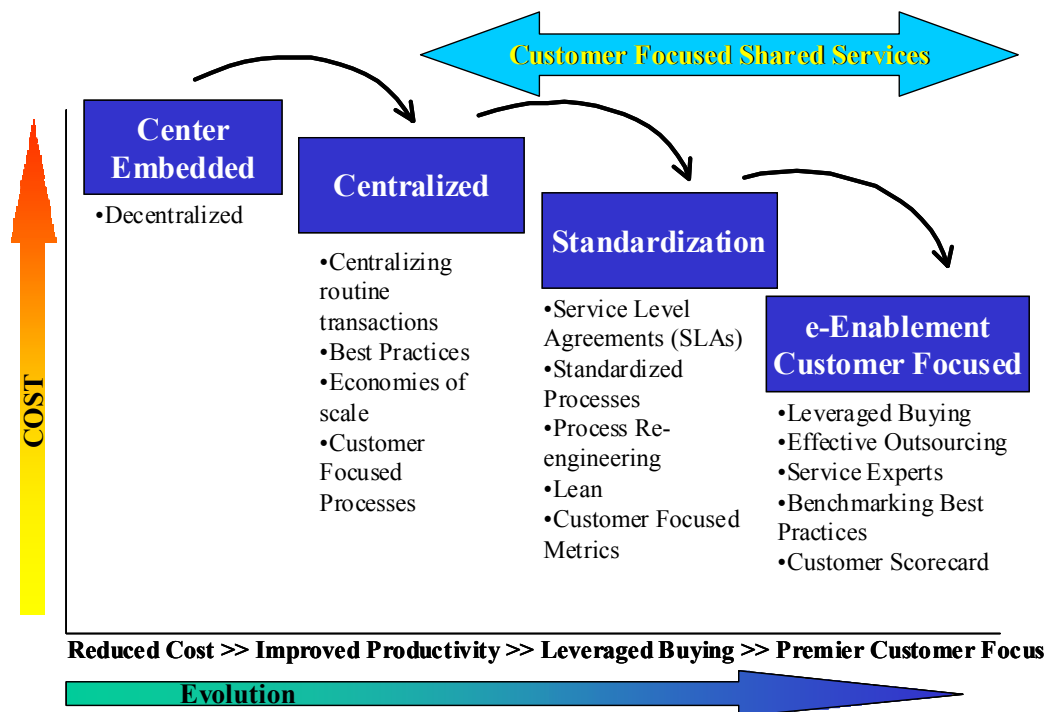 Customer Focused Shared Services
Center
Embedded
•Decentralized
Centralized
•Centralizing
routine
transactions
•Best Practices
•Economies of
scale
•Customer
Focused
Processes
Standardization
•Service Level
Agreements (SLAs)
•Standardized
Processes
•Process Re-
engineering
•Lean
•Customer Focused
Metrics
e-Enablement
Customer Focused
•Leveraged Buying
•Effective Outsourcing
•Service Experts
•Benchmarking Best
Practices
•Customer Scorecard
COST
Reduced Cost >> Improved Productivity >> Leveraged Buying >> Premier Customer Focus
Evolution